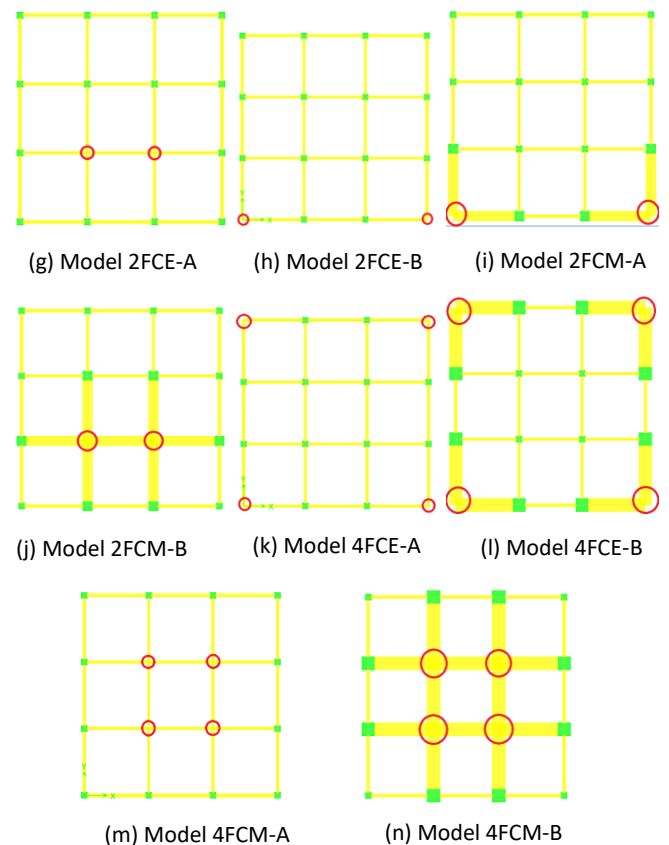 (g) Model 2FCE-A
(h) Model 2FCE-B
(i) Model 2FCM-A
(j) Model 2FCM-B
(k) Model 4FCE-A
(l) Model 4FCE-B
(m) Model 4FCM-A
(n) Model 4FCM-B